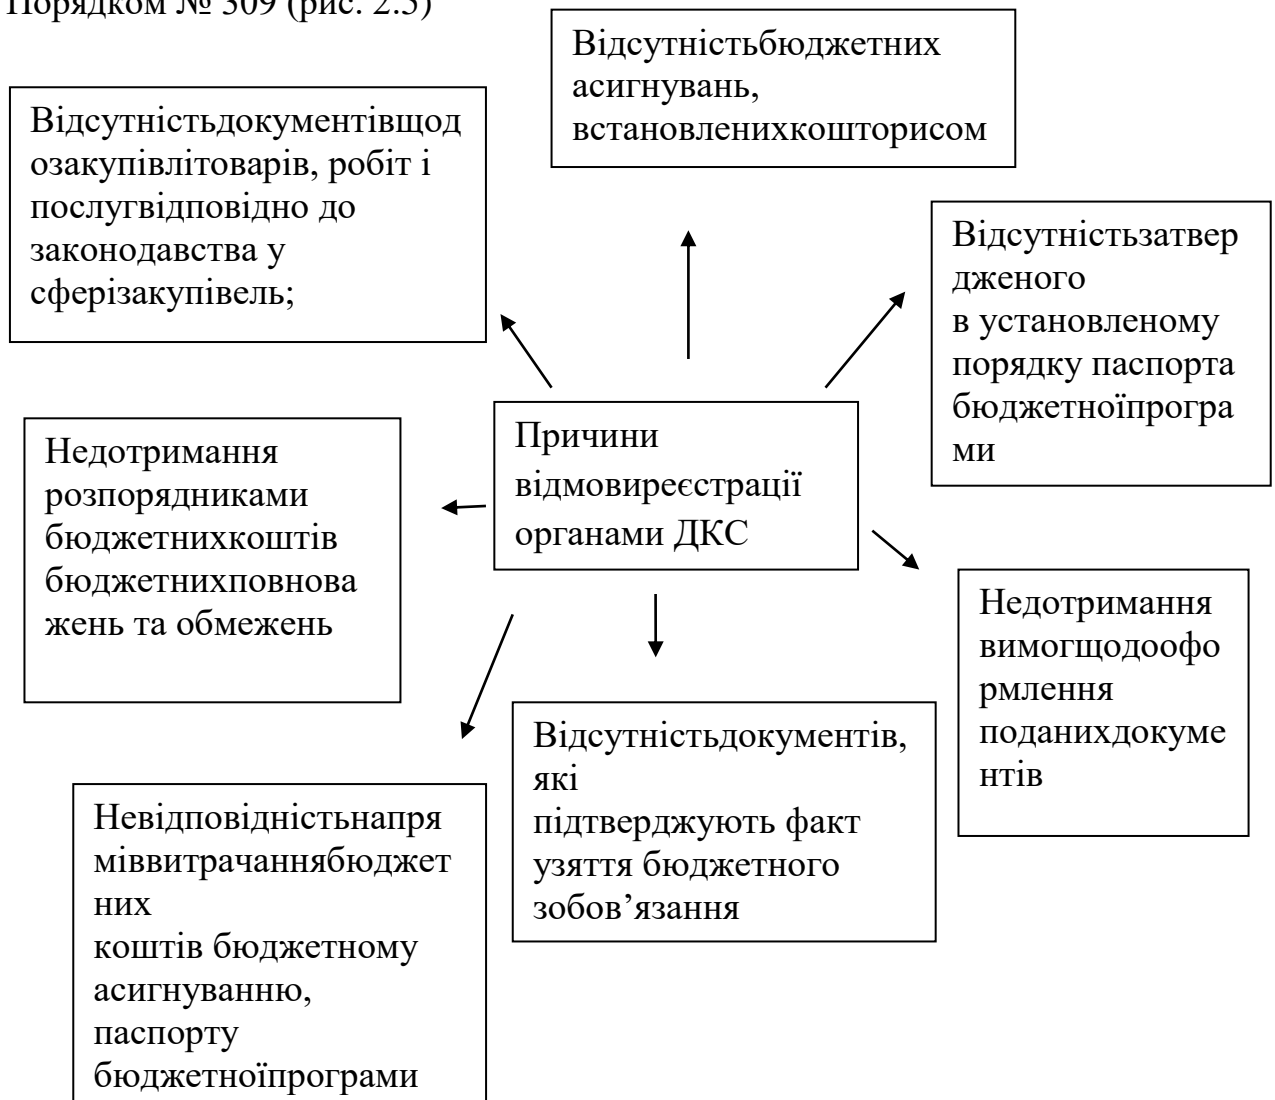 Порядком № 309 (рис. 2.5)
Відсутністьбюджетних
асигнувань,
встановленихкошторисом
Відсутністьдокументівщод
озакупівлітоварів, робіт і
послугвідповідно до
законодавства у
сферізакупівель;
Відсутністьзатвер
дженого
в установленому
порядку паспорта
бюджетноїпрогра
ми
Причини
відмовиреєстрації
органами ДКС
Недотримання
розпорядниками
бюджетнихкоштів
бюджетнихповнова
жень та обмежень
Недотримання
вимогщодоофо
рмлення
поданихдокуме
нтів
Відсутністьдокументів,
які
підтверджують факт
узяття бюджетного
зобов’язання
Невідповідністьнапря
міввитрачаннябюджет
них
коштів бюджетному
асигнуванню,
паспорту
бюджетноїпрограми